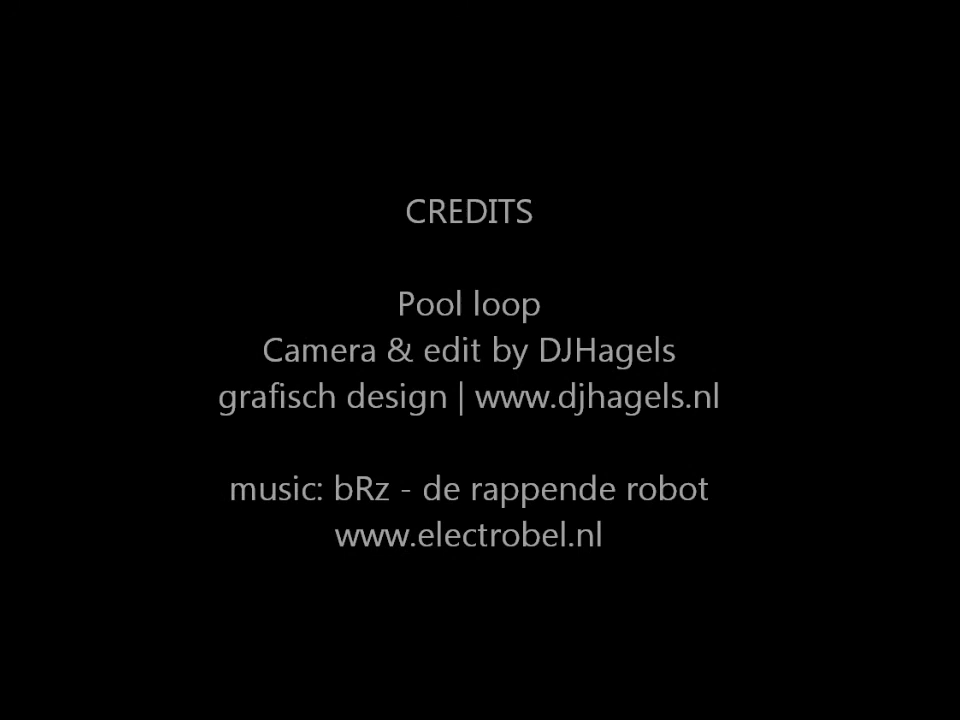 CREDITS
Pool loop
Camera & edit by DJHagels
grafisch design | www.djhagels.nl
music: bRz - de rappende robot
www.electrobel.nl